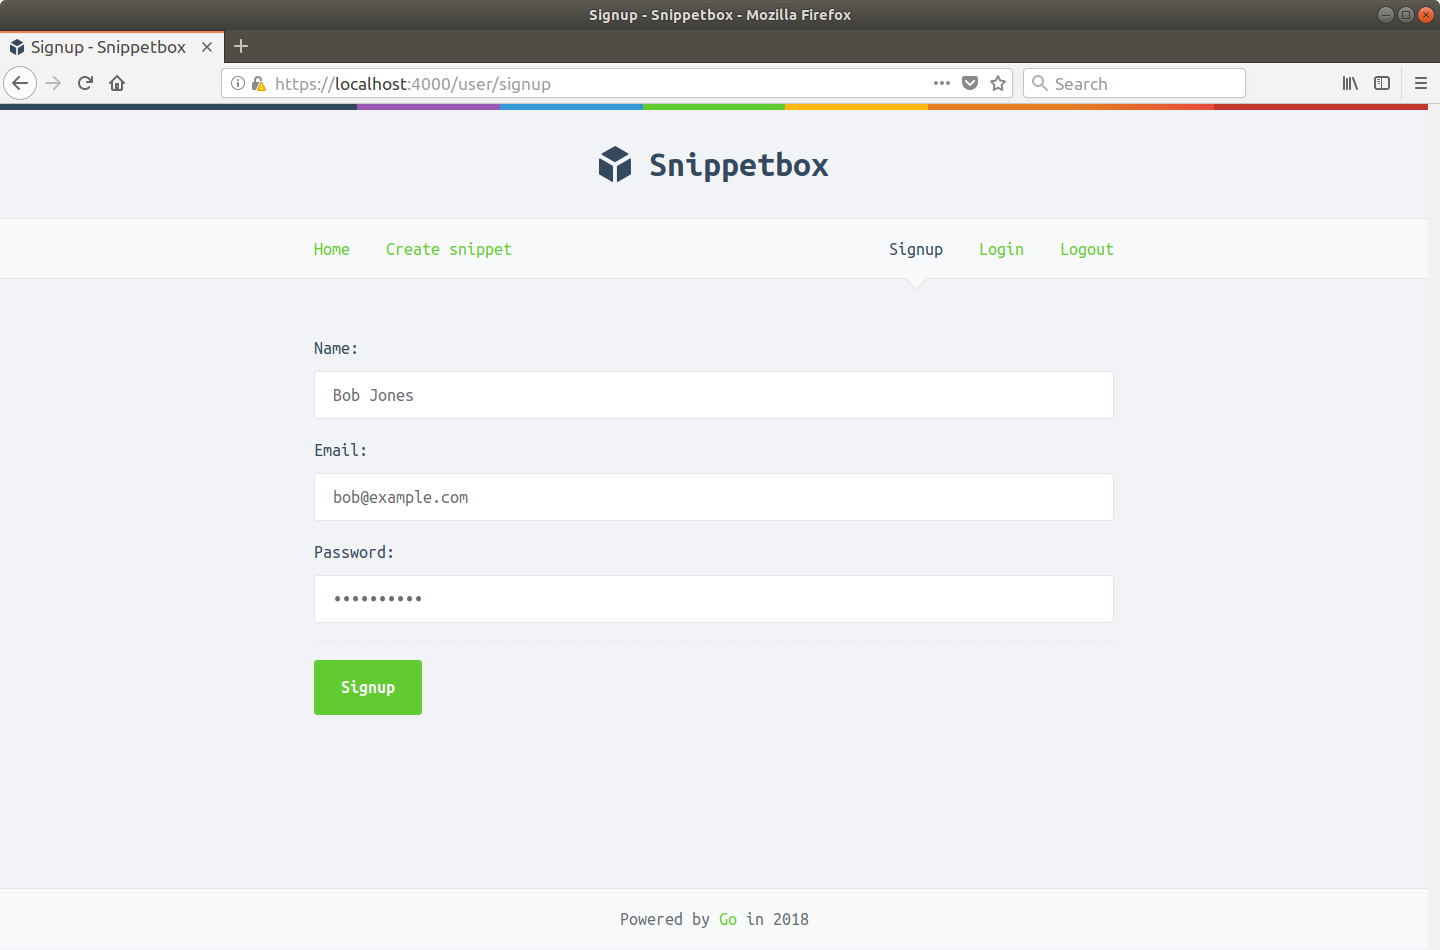 Signup - Snippetbox - Mozilla Firefox
Signup - Snippetbox
https://localhost:4000/user/signup
Search
Snippetbox
Home Create snippet Signup Login Logout
Name:
Bob Jones
Email:
bob@example.com
Password:
••••••••••
Signup
Powered by Go in 2018